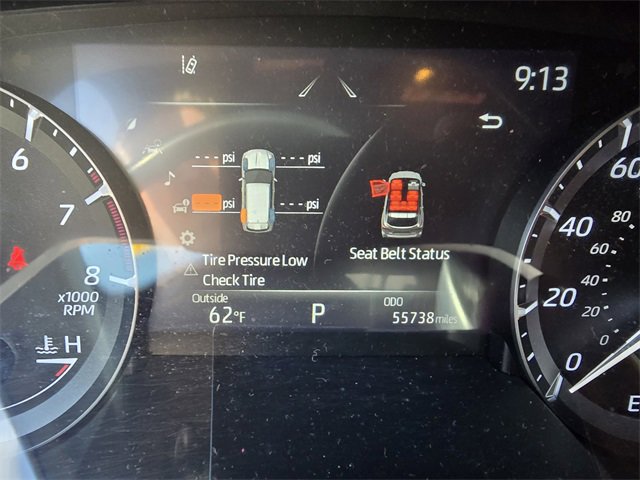 9:13
--- psi --- psi
--- psi --- psi
Tire Pressure Low
Check Tire
Seat Belt Status
Outside
62°F
P
ODO
55738 miles
6
7
8
x1000
RPM
H
60
80
40
60
40
20
20
0
0
E